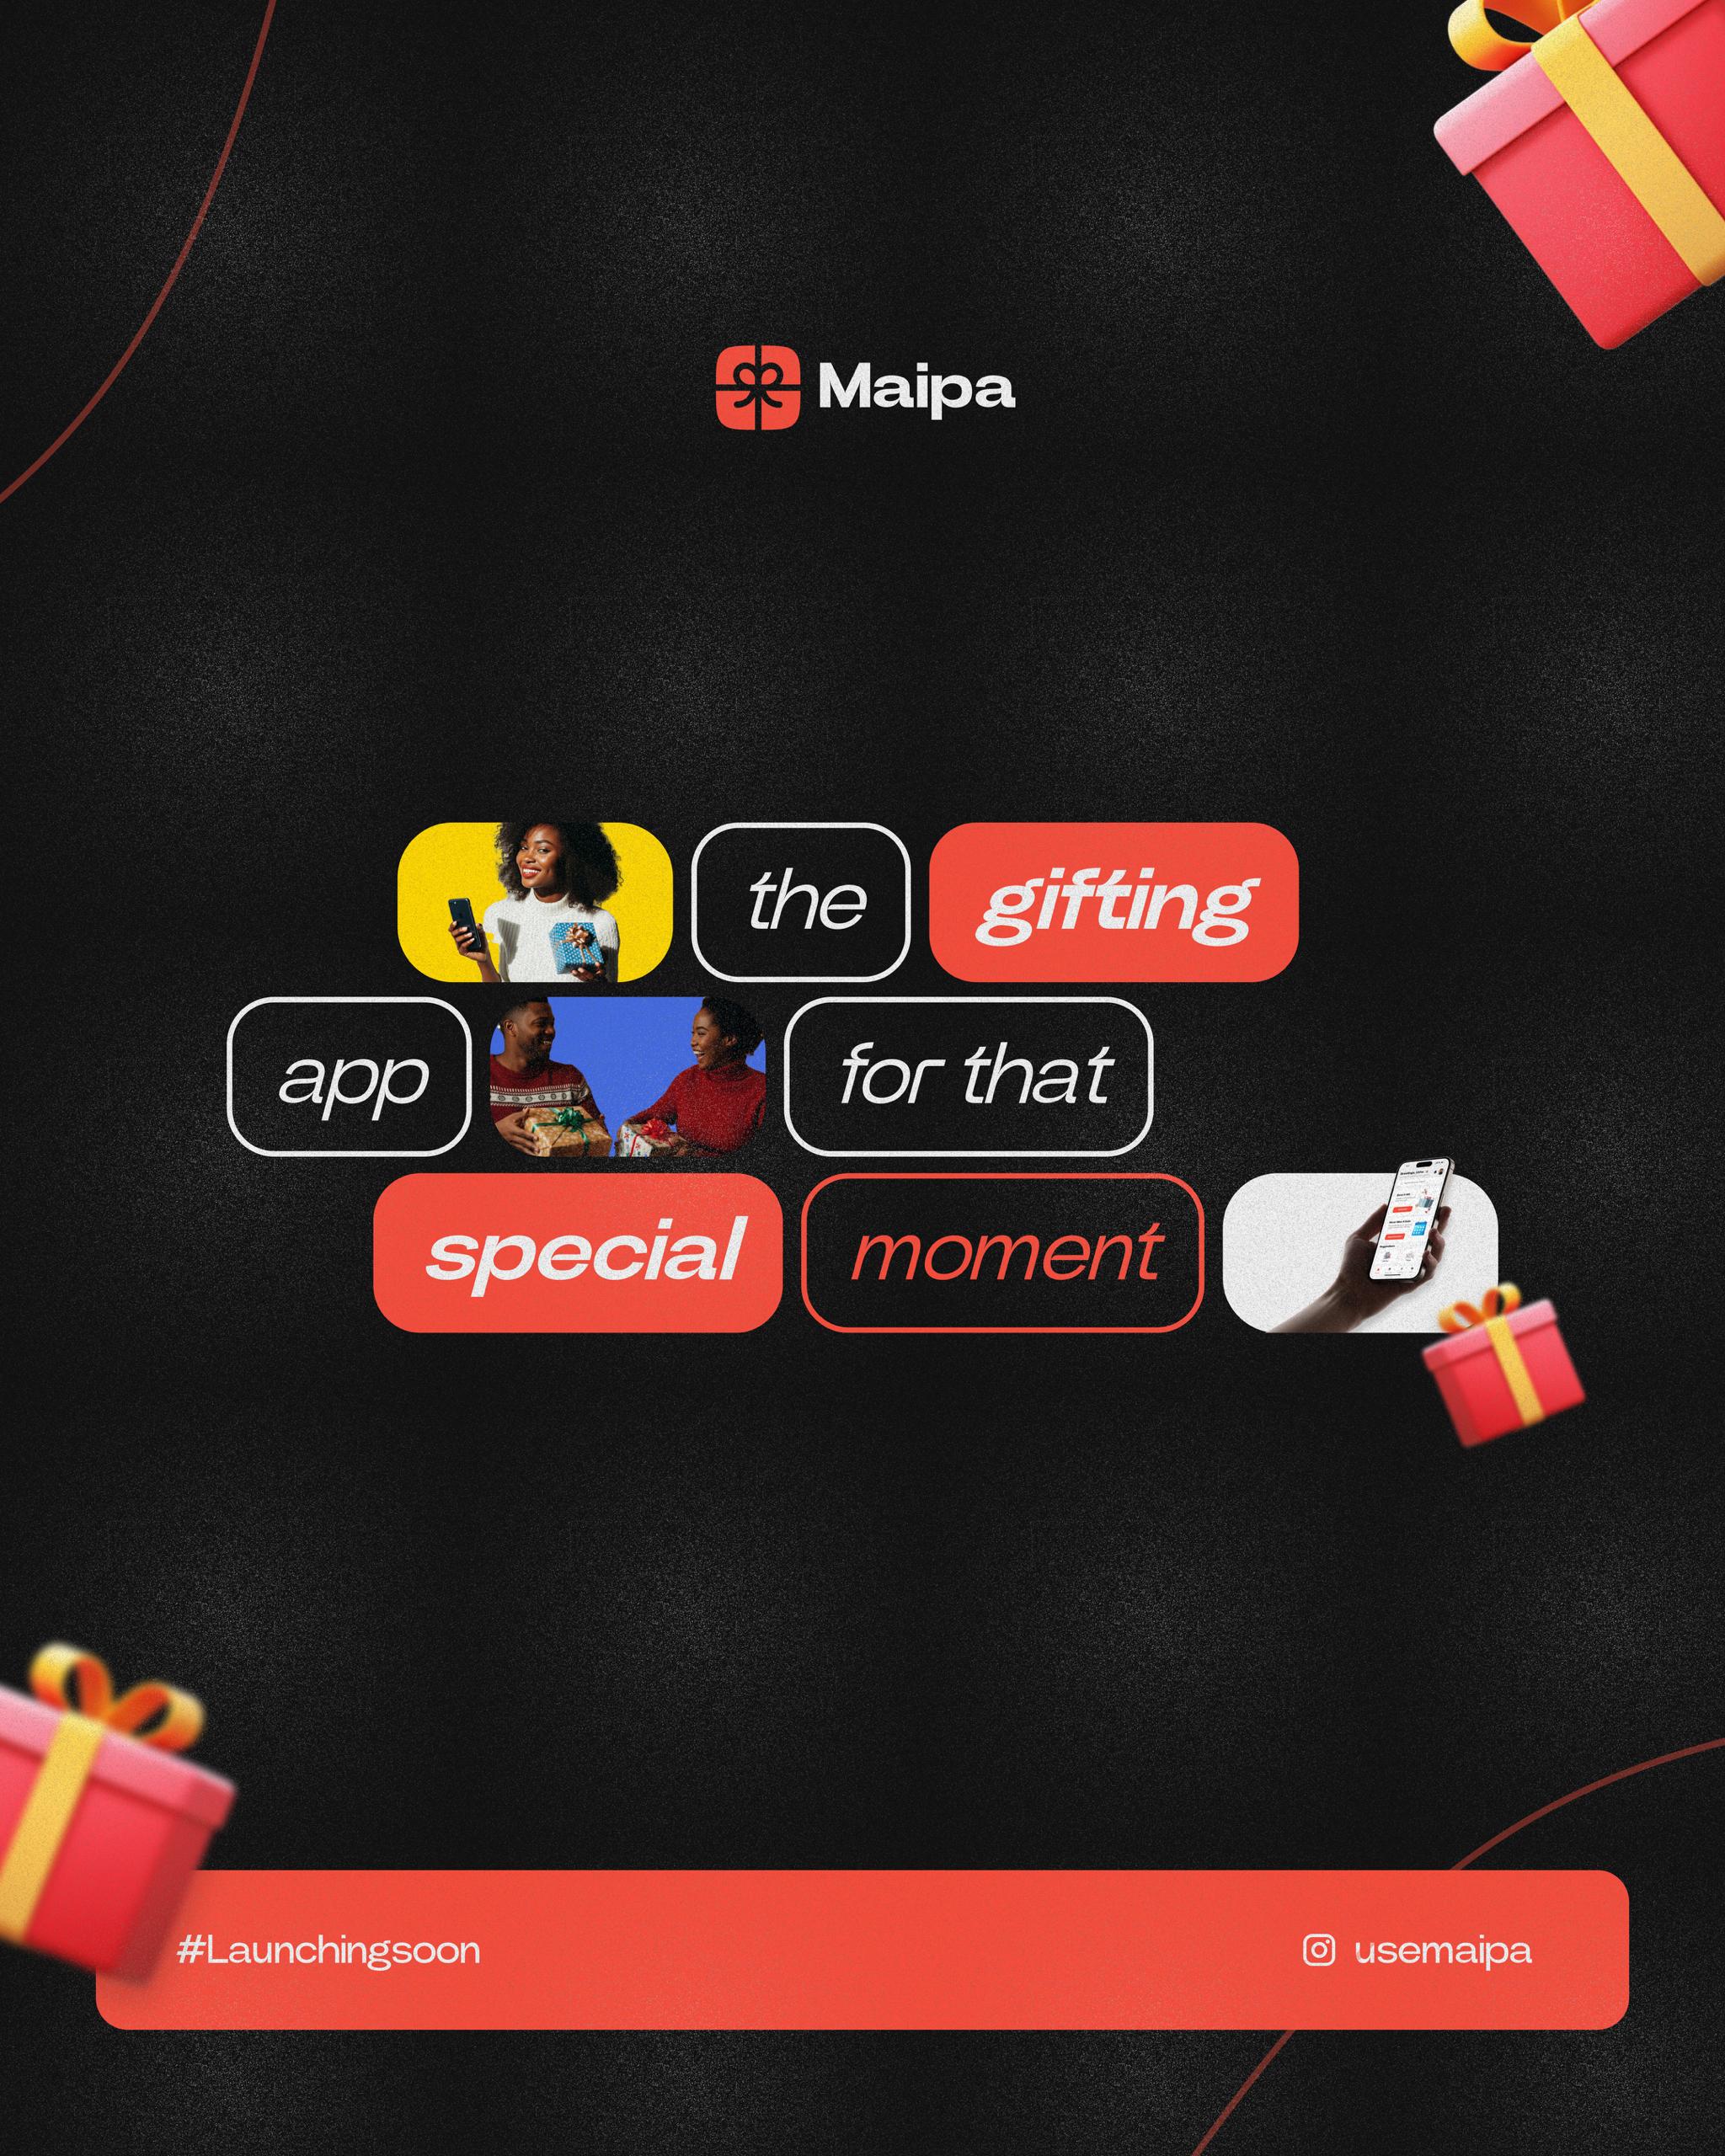 Maipa
the gifting
app for that
special moment
#Launchingsoon
usemaipa